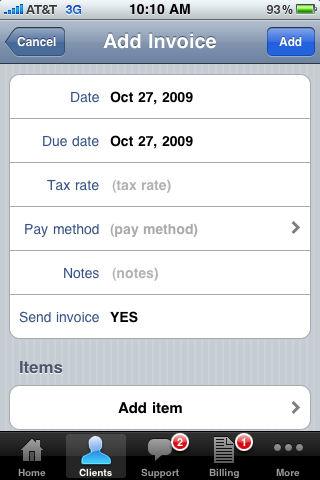 AT&T 3G 10:10 AM 93%
Cancel Add Invoice Add
Date Oct 27, 2009
Due date Oct 27, 2009
Tax rate (tax rate)
Pay method (pay method)
Notes (notes)
Send invoice YES
Items
Add item
2 1
Home Clients Support Billing More